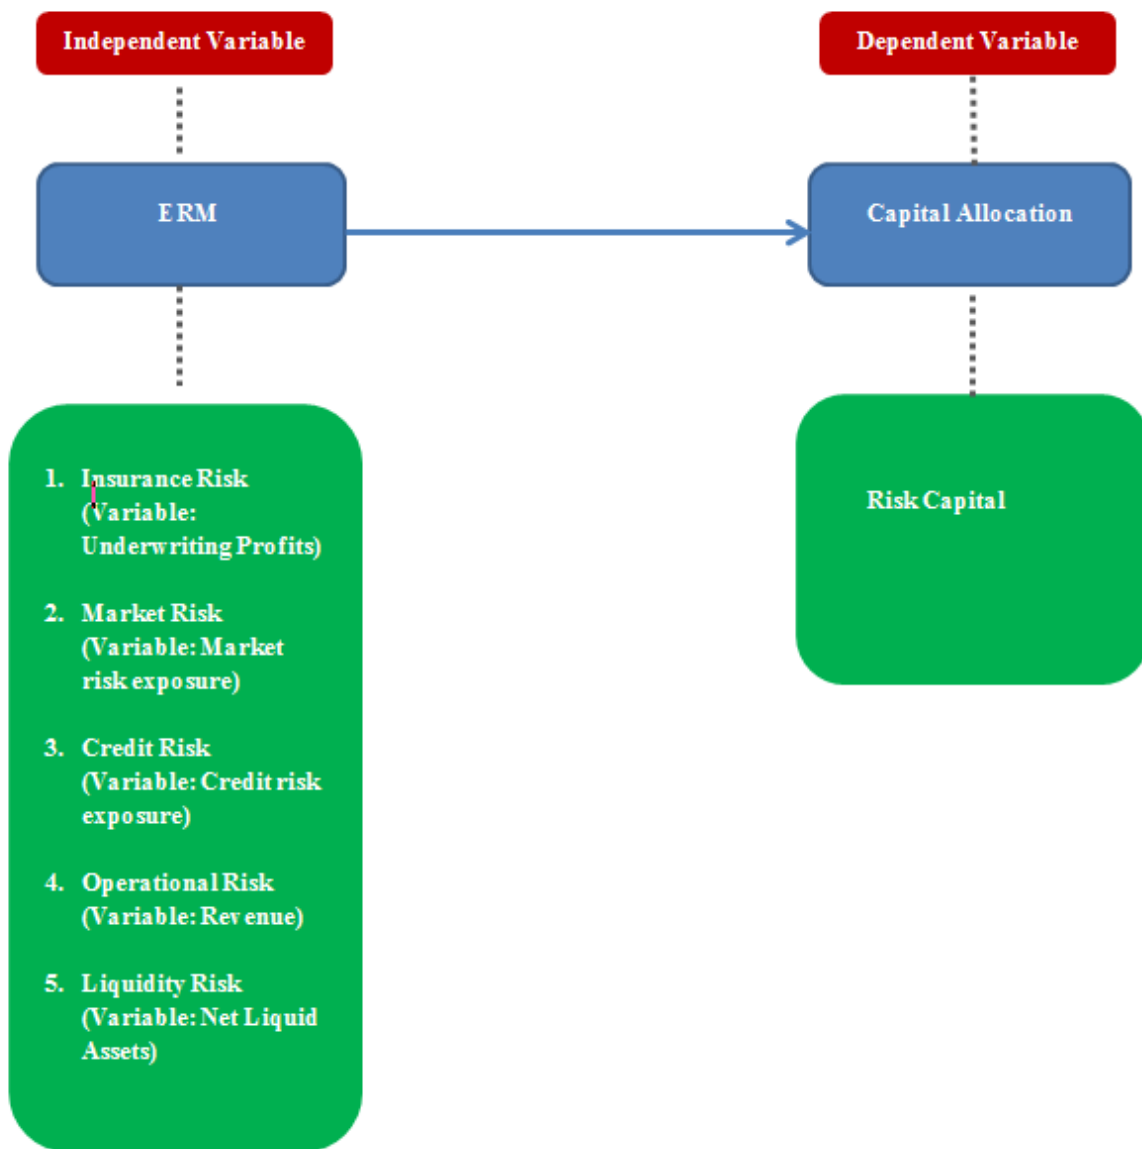 Independent Variable
Dependent Variable
ERM
Capital Allocation
1. Insurance Risk
(Variable:
Underwriting Profits)
2. Market Risk
(Variable: Market
risk exposure)
3. Credit Risk
(Variable: Credit risk
exposure)
4. Operational Risk
(Variable: Revenue)
5. Liquidity Risk
(Variable: Net Liquid
Assets)
Risk Capital